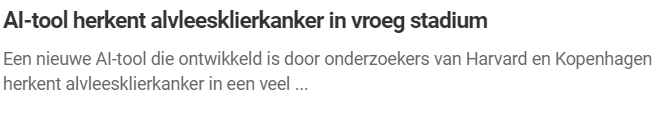 AI-tool herkent alvleesklierkanker in vroeg stadium
Een nieuwe AI-tool die ontwikkeld is door onderzoekers van Harvard en Kopenhagen
herkent alvleesklierkanker in een veel ...